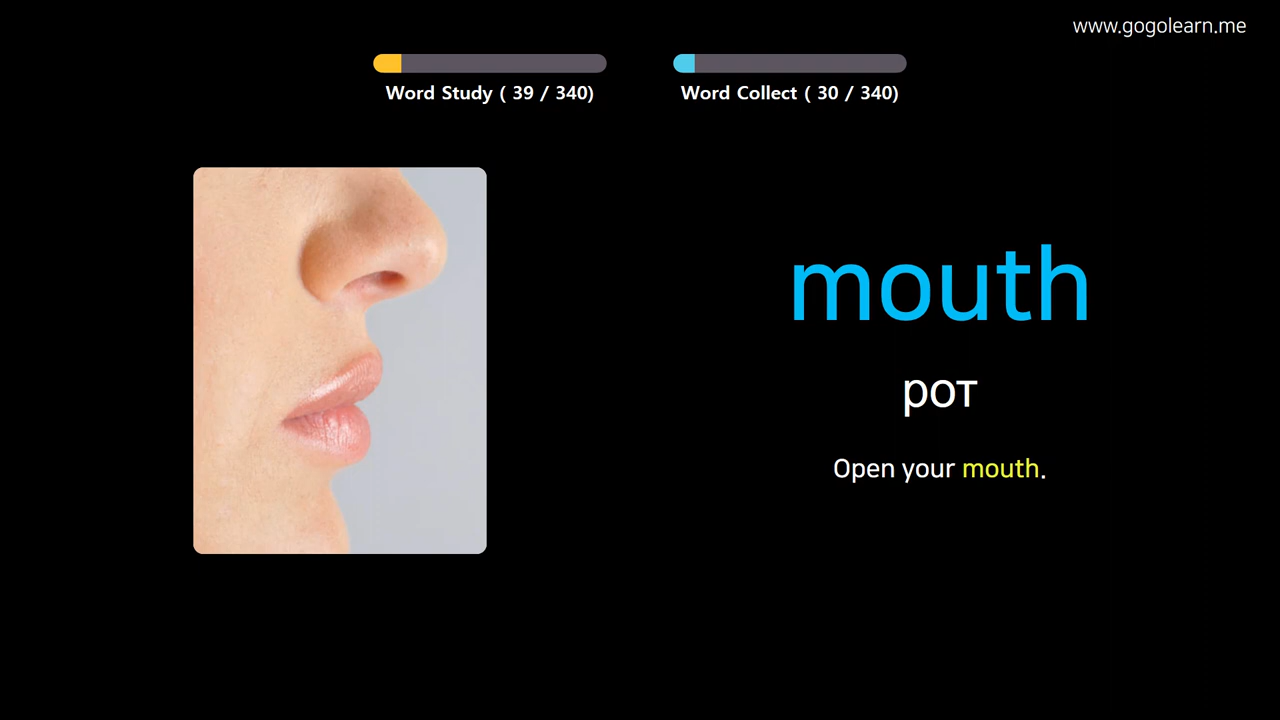 www.gogolearn.me
Word Study ( 39 / 340)
Word Collect ( 30 / 340)
mouth
рот
Open your mouth.